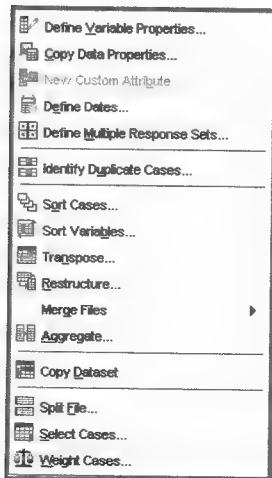 Define Variable Properties...
Copy Data Properties...
New Custom Attribute
Define Dates...
Define Multiple Response Sets...
Identify Duplicate Cases...
Sort Cases...
Sort Variables...
Transpose...
Restructure...
Merge Files
Aggregate...
Copy Dataset
Split File...
Select Cases...
Weight Cases...